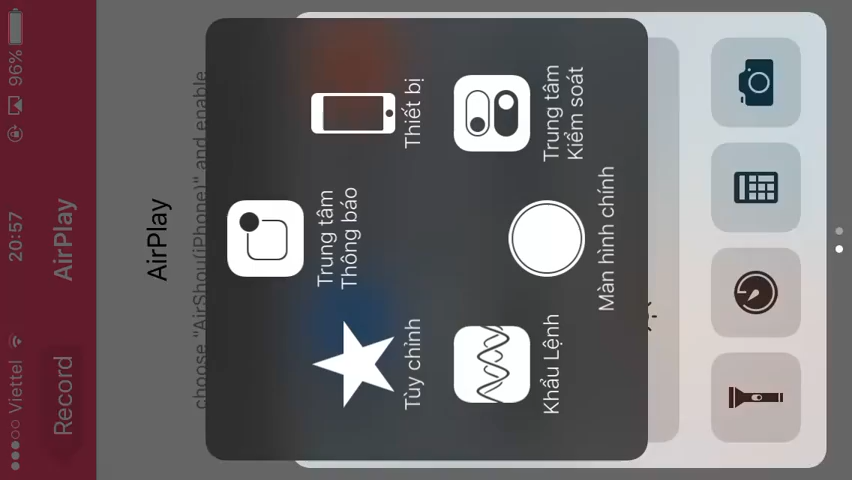 Viettel
20:57
96%
Record
AirPlay
AirPlay
choose "AirShou(iPhone)" and enable
Trung tâm
Thông báo
Tùy chỉnh
Thiết bị
Khẩu Lệnh
Trung tâm
Kiểm soát
Màn hình chính